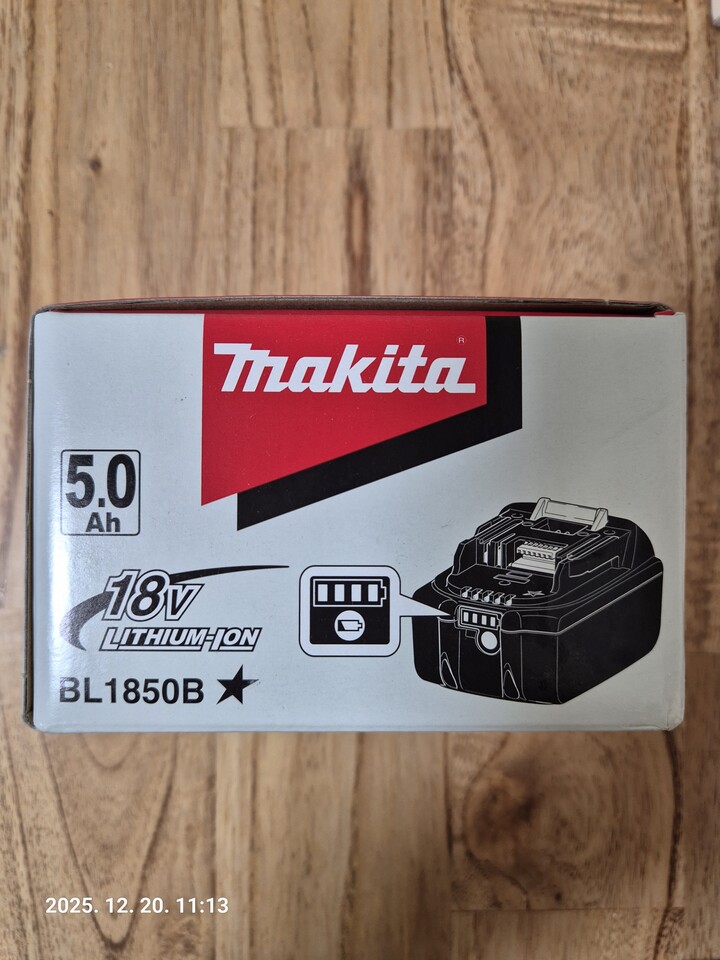 makita®
5.0
Ah
18V
LITHIUM-ION
BL1850B ★
2025. 12. 20. 11:13